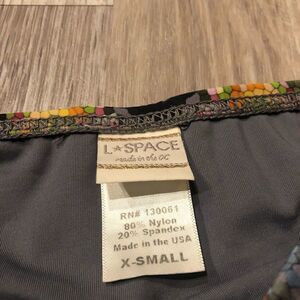 L★SPACE
made in the OC
RN# 130061
80% Nylon
20% Spandex
Made in the USA
X-SMALL